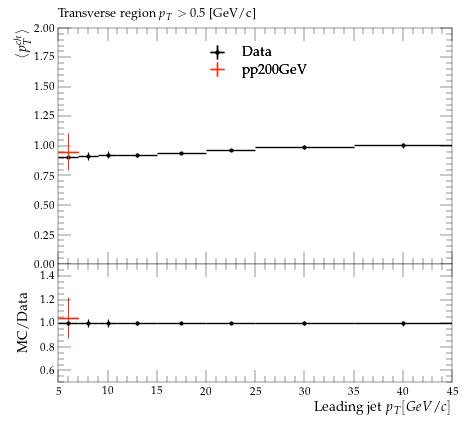 Transverse region p_T > 0.5 [GeV/c]
⟨p_T^ch⟩
2.00
1.75
1.50
1.25
1.00
0.75
0.50
0.25
0.00
Data
pp200GeV
MC/Data
1.4
1.2
1.0
0.8
0.6
5 10 15 20 25 30 35 40 45
Leading jet p_T[GeV/c]